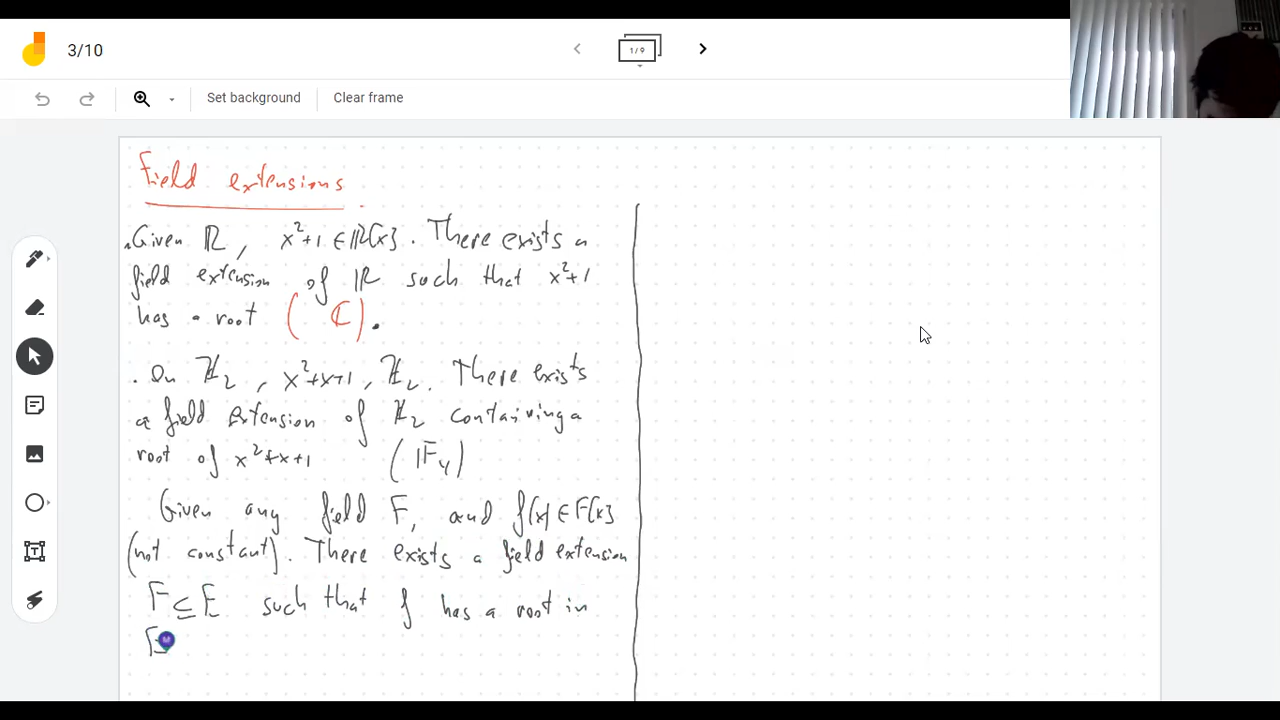 3/10
1/9
Set background
Clear frame
Field extensions
. Given ℝ, x²+1 ∈ ℝ[x]. There exists a
field extension of ℝ such that x²+1
has a root (ℂ).
. On ℤ₂, x²+x+1, ℤ₂. There exists
a field extension of ℤ₂ containing a
root of x²+x+1 (𝔽₄)
Given any field F, and f(x) ∈ F[x]
(not constant). There exists a field extension
F ⊆ E such that f has a root in
E